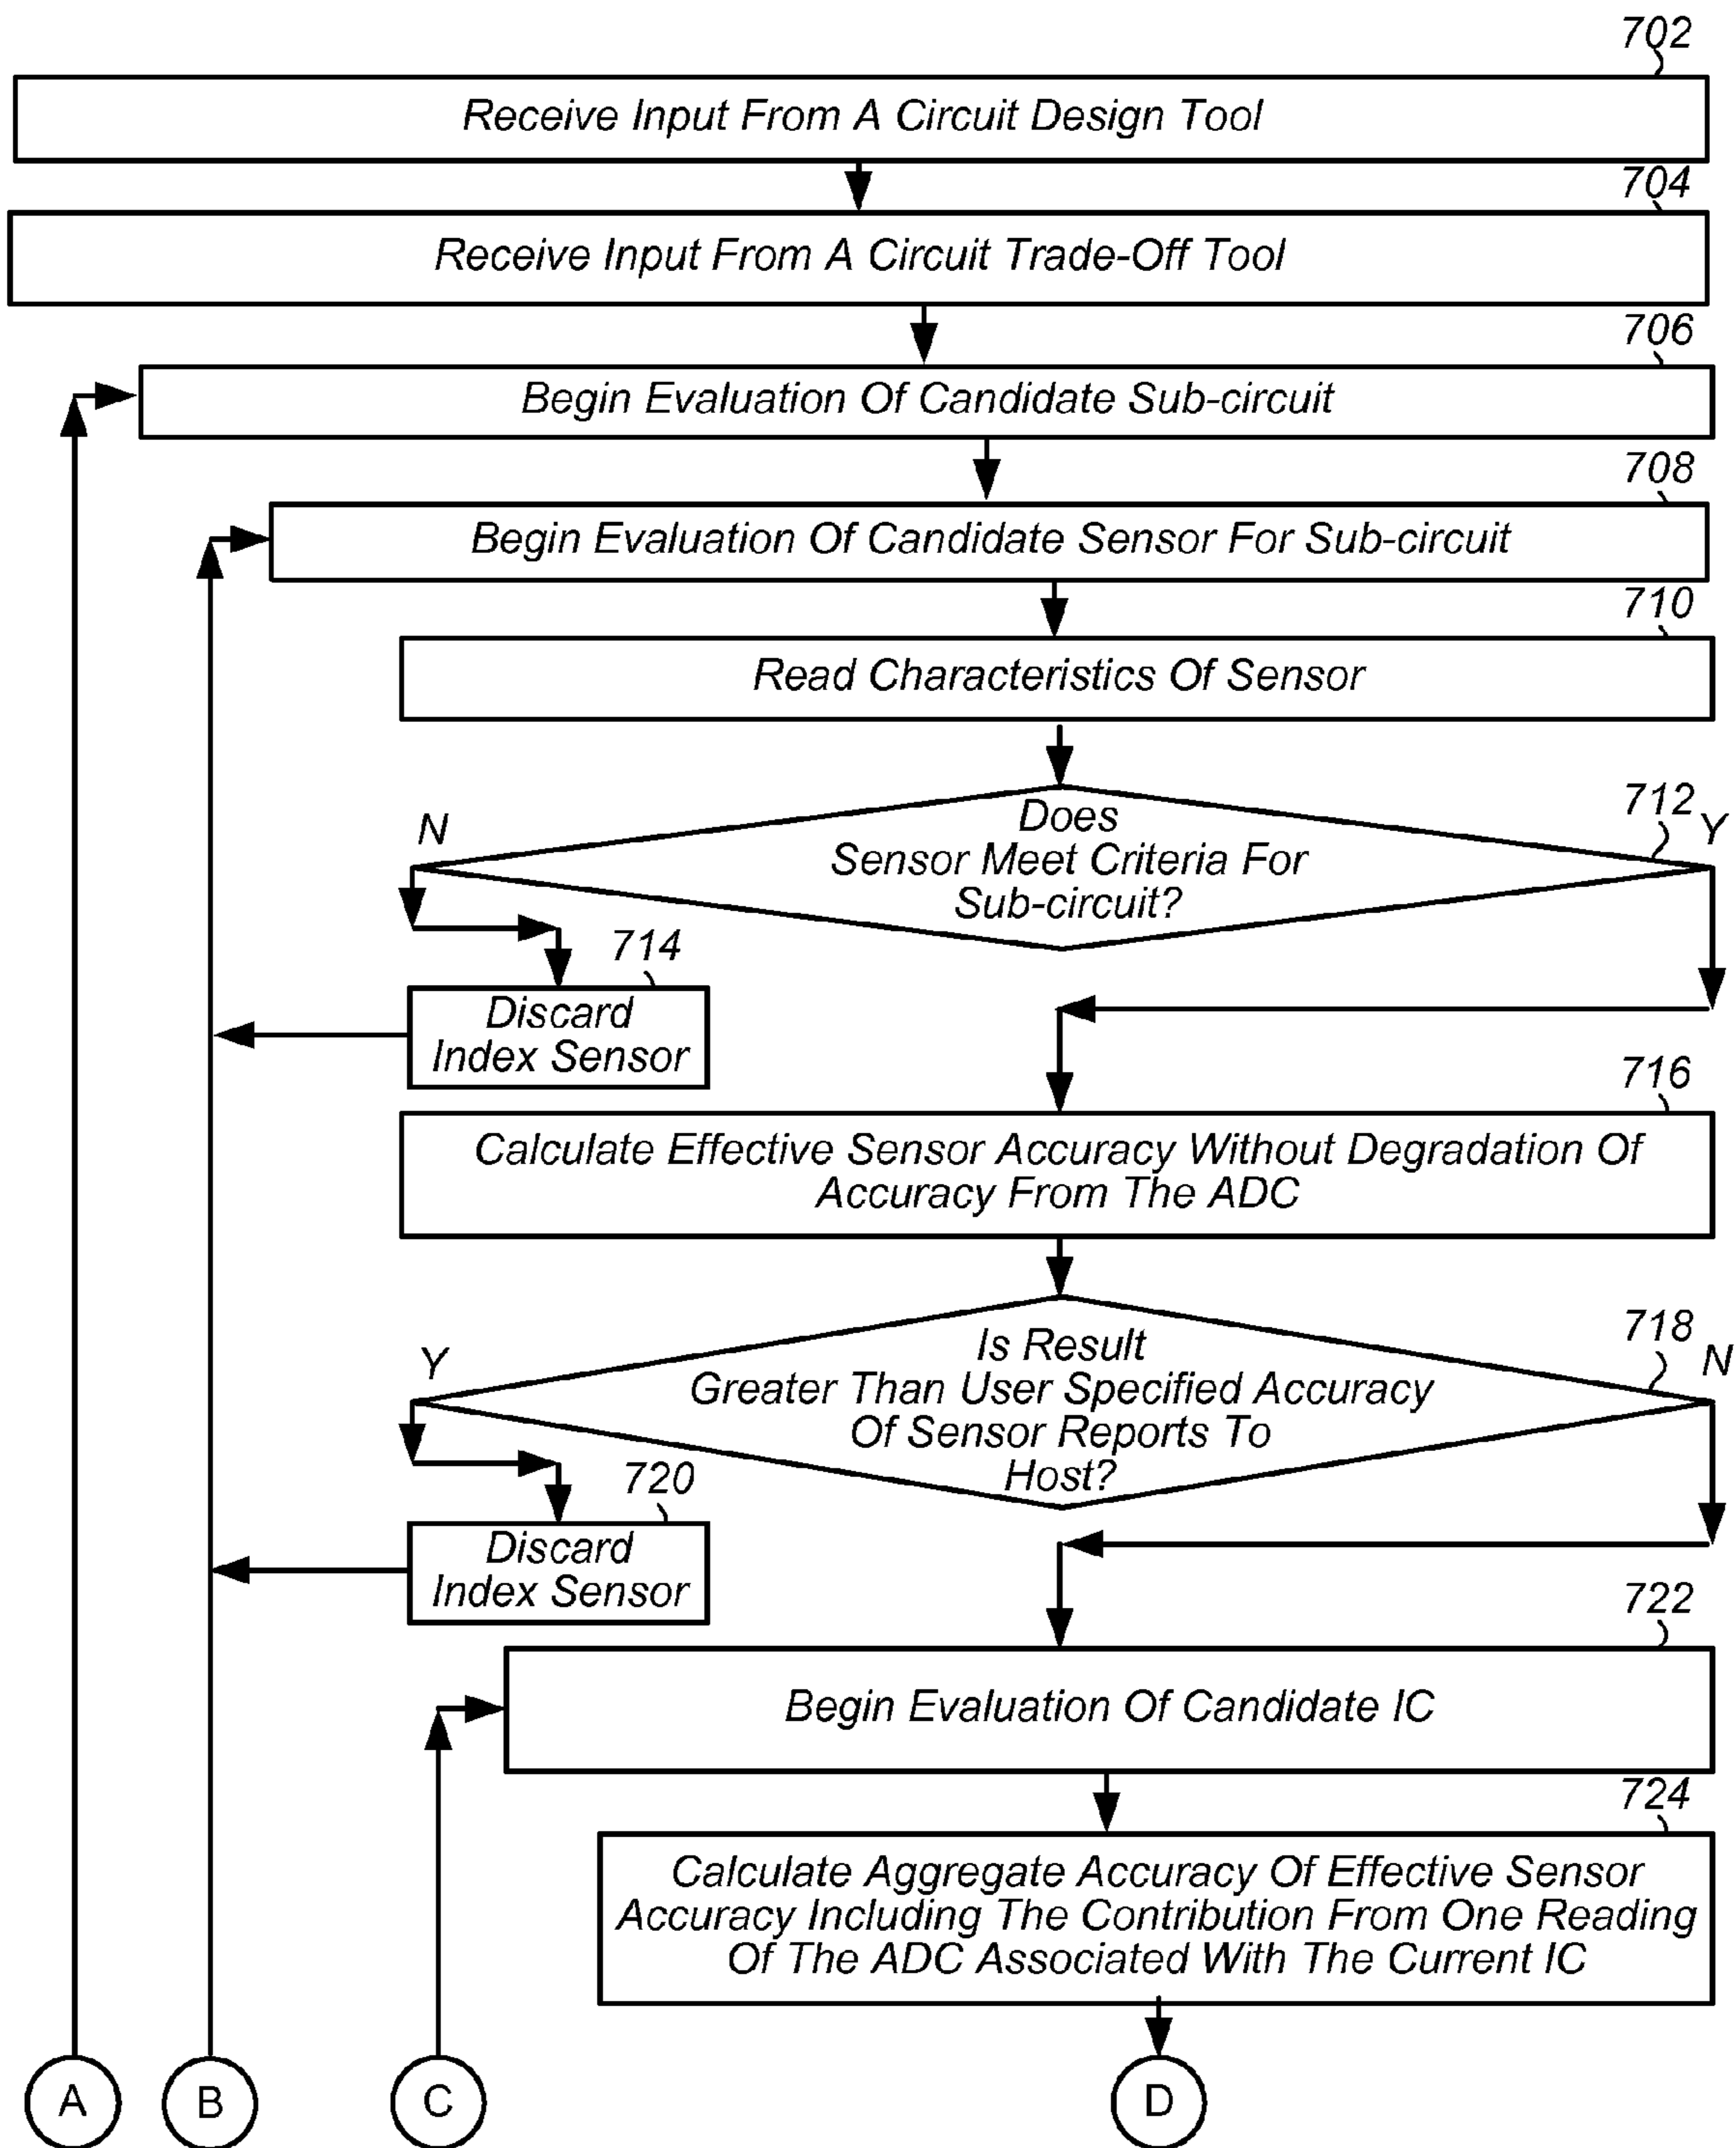 702
Receive Input From A Circuit Design Tool
704
Receive Input From A Circuit Trade-Off Tool
706
Begin Evaluation Of Candidate Sub-circuit
708
Begin Evaluation Of Candidate Sensor For Sub-circuit
710
Read Characteristics Of Sensor
712
N
Y
Does
Sensor Meet Criteria For
Sub-circuit?
714
Discard
Index Sensor
716
Calculate Effective Sensor Accuracy Without Degradation Of
Accuracy From The ADC
718
Y
N
Is Result
Greater Than User Specified Accuracy
Of Sensor Reports To
Host?
720
Discard
Index Sensor
722
Begin Evaluation Of Candidate IC
724
Calculate Aggregate Accuracy Of Effective Sensor
Accuracy Including The Contribution From One Reading
Of The ADC Associated With The Current IC
A
B
C
D